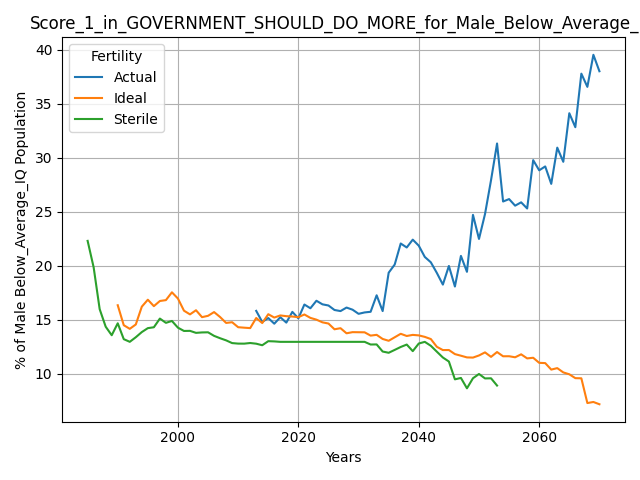 Score_1_in_GOVERNMENT_SHOULD_DO_MORE_for_Male_Below_Average_
% of Male Below_Average_IQ Population
Fertility
Actual
Ideal
Sterile
40
35
30
25
20
15
10
2000
2020
2040
2060
Years